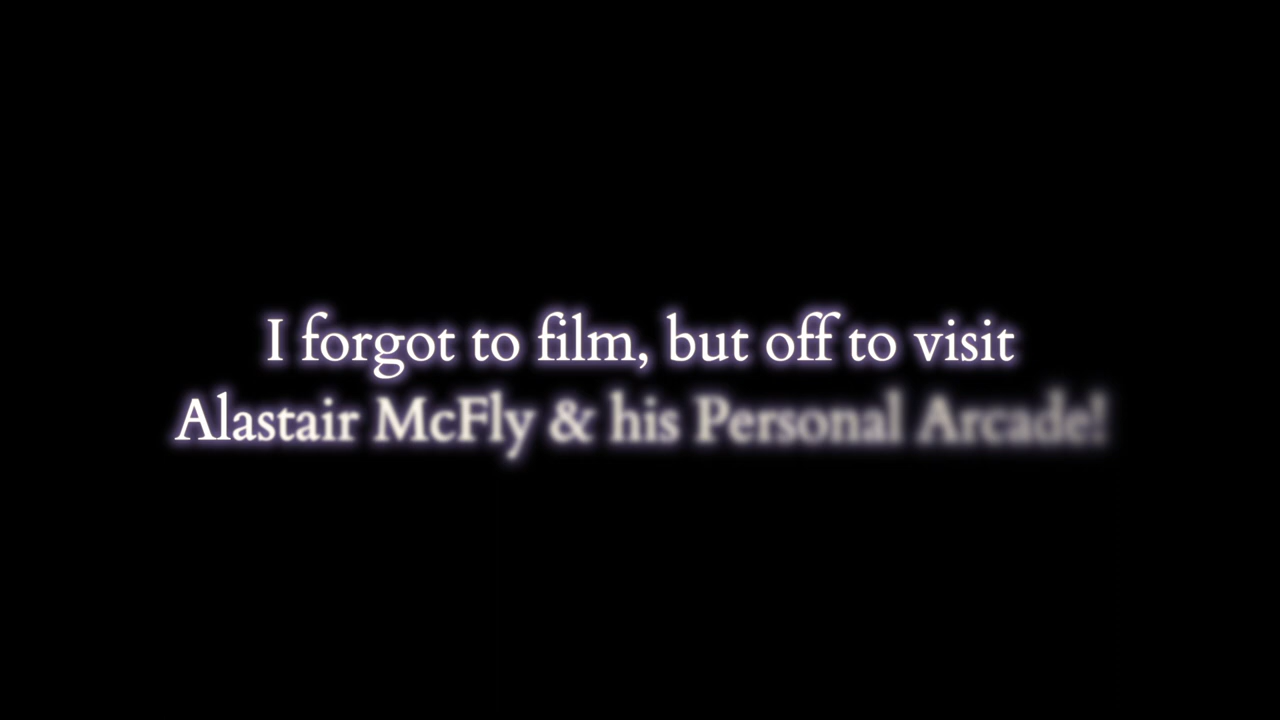 I forgot to film, but off to visit
Alastair McFly & his Personal Arcade!